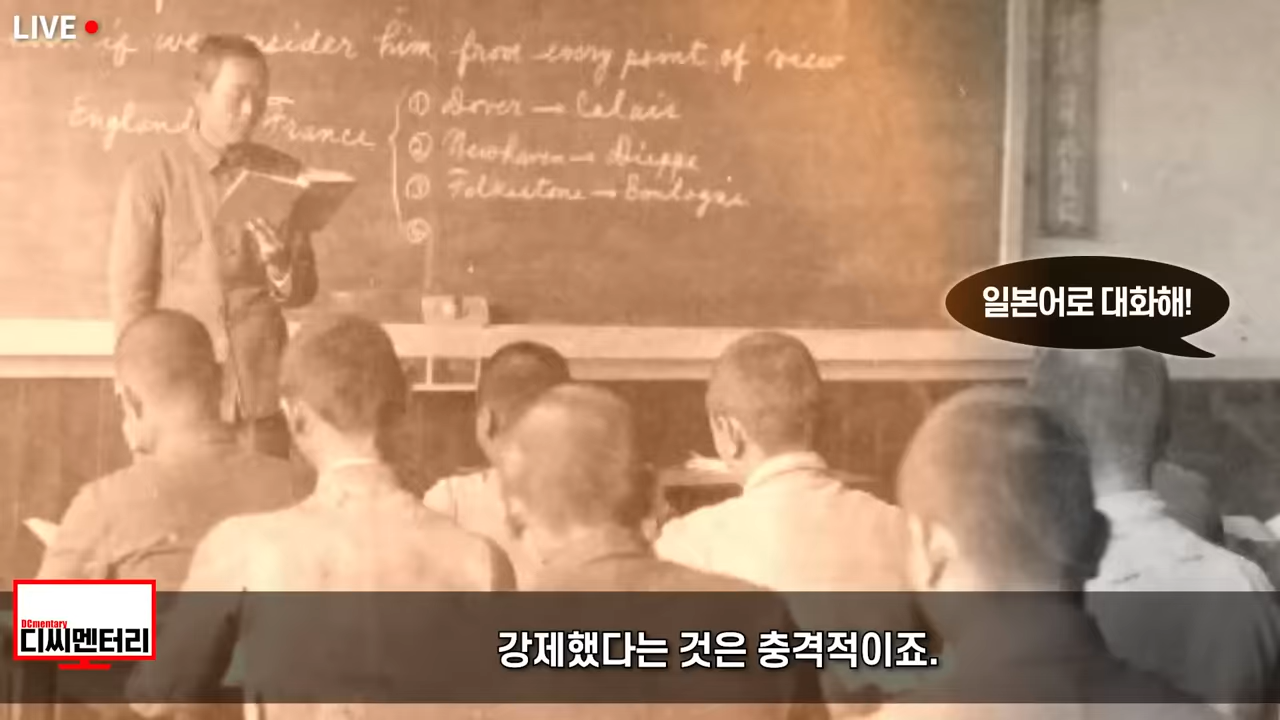 LIVE
if we consider him from every point of view
England France
① Dover → Calais
② Newhaven → Dieppe
③ Folkestone → Boulogne
④
일본어로 대화해!
DCmentary
디씨멘터리
강제했다는 것은 충격적이죠.